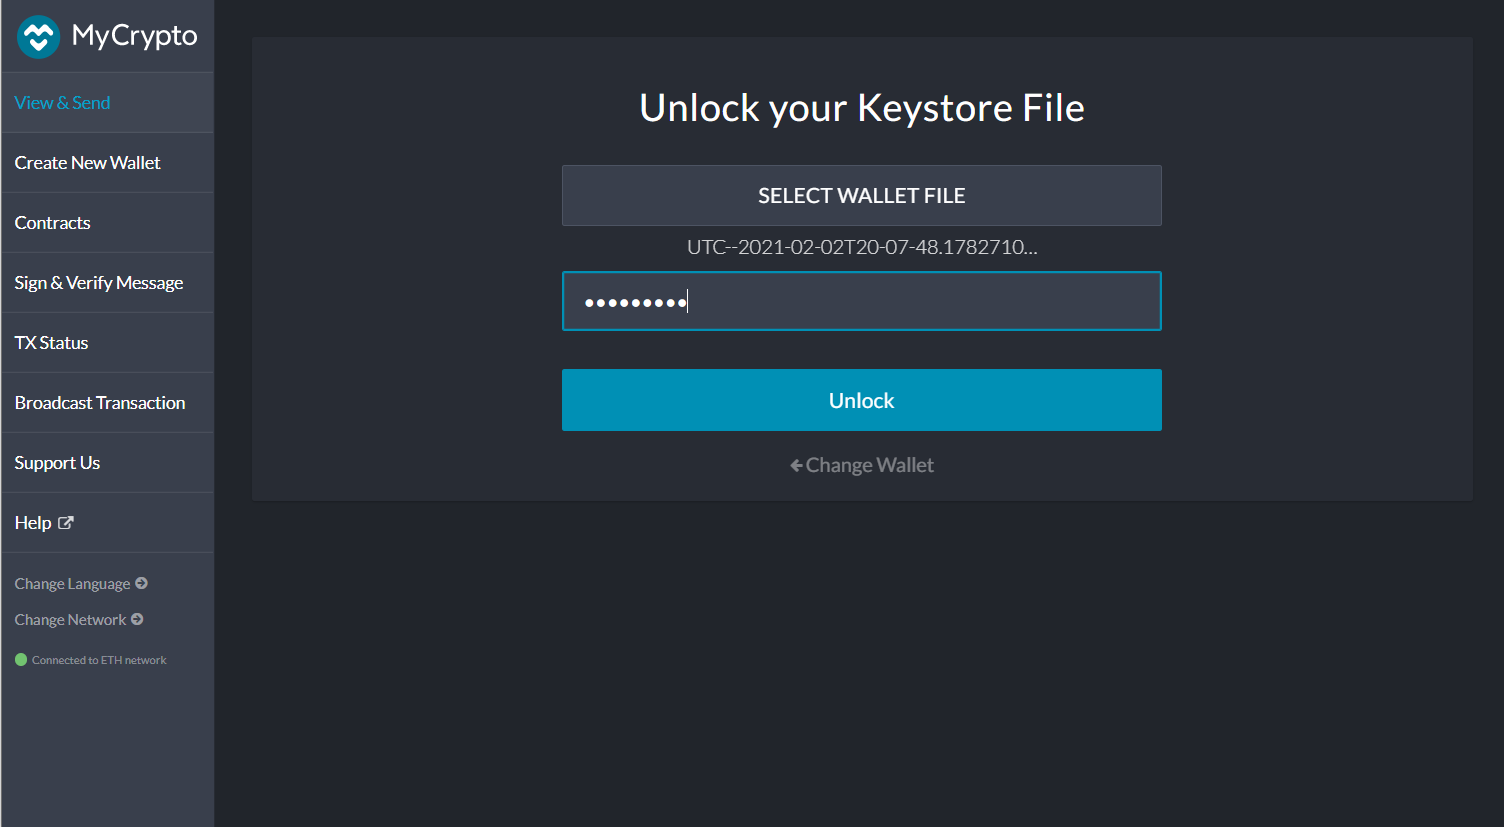 MyCrypto
View & Send
Create New Wallet
Contracts
Sign & Verify Message
TX Status
Broadcast Transaction
Support Us
Help
Change Language
Change Network
Connected to ETH network
Unlock your Keystore File
SELECT WALLET FILE
UTC--2021-02-02T20-07-48.1782710...
•••••••••
Unlock
Change Wallet